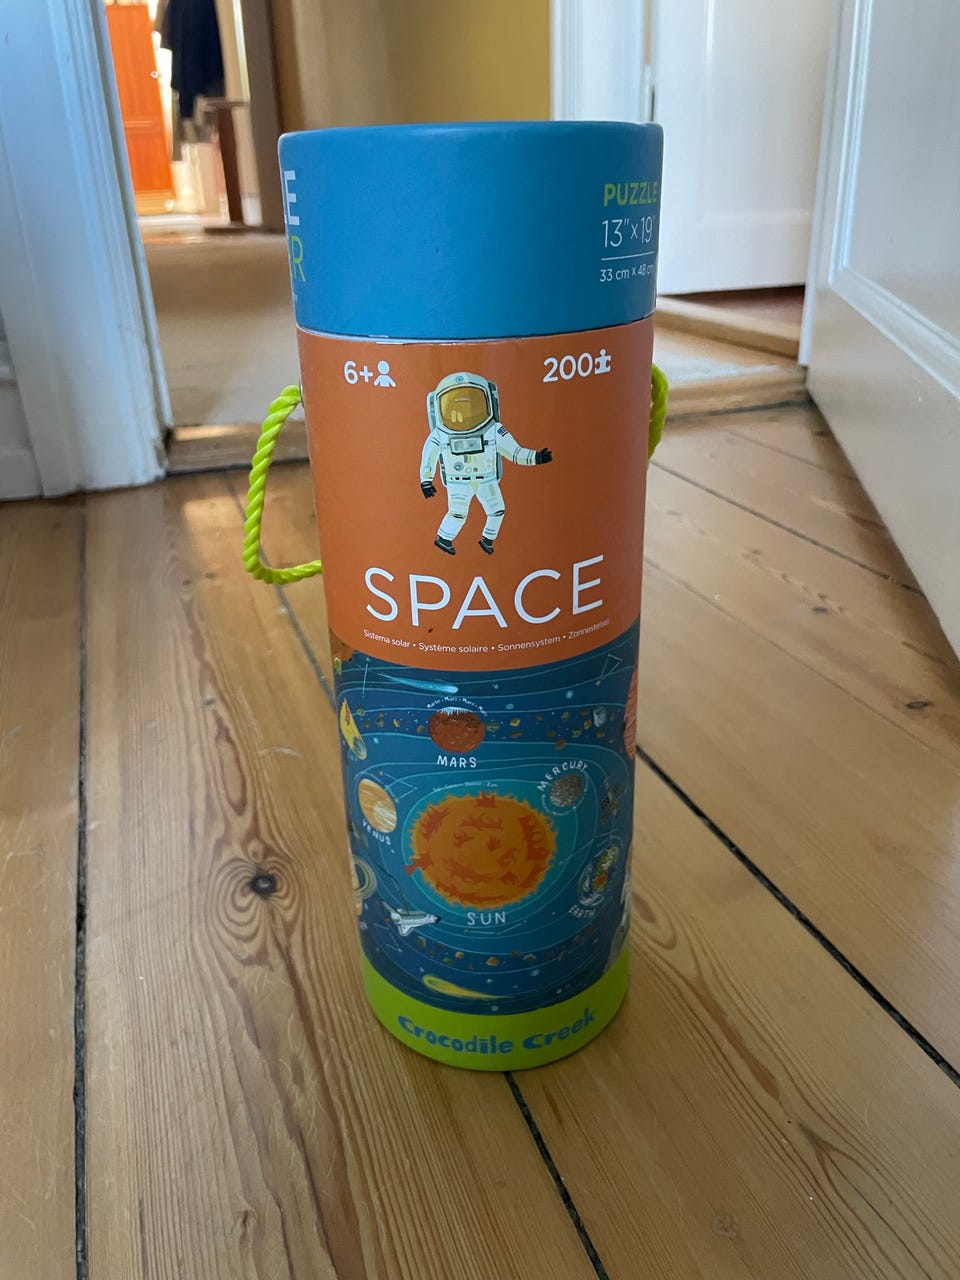 PUZZLE
13" x 19"
33 cm x 48 cm
6+
200
SPACE
Sistema solar • Système solaire • Sonnensystem • Zonnestelsel
MARS
MERCURY
VENUS
SUN
EARTH
Crocodile Creek